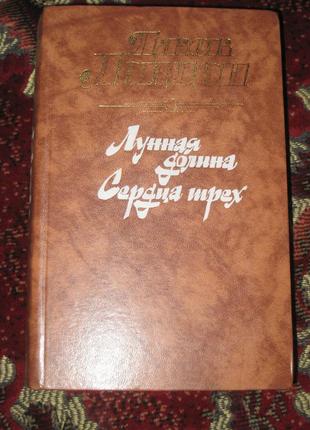 Джек
Лондон
Лунная
долина
Сердца трех